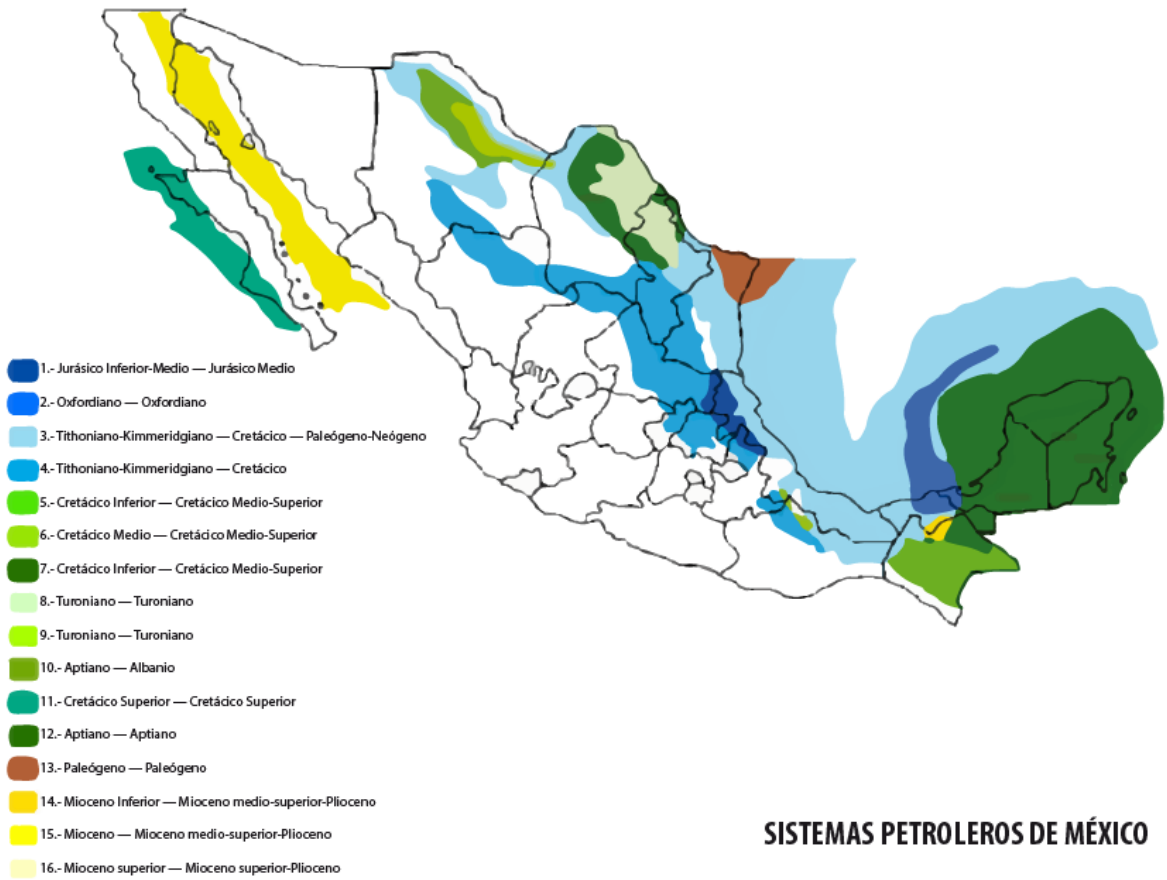 1.- Jurásico Inferior-Medio — Jurásico Medio
2.- Oxfordiano — Oxfordiano
3.- Tithoniano-Kimmeridgiano — Cretácico — Paleógeno-Neógeno
4.- Tithoniano-Kimmeridgiano — Cretácico
5.- Cretácico Inferior — Cretácico Medio-Superior
6.- Cretácico Medio — Cretácico Medio-Superior
7.- Cretácico Inferior — Cretácico Medio-Superior
8.- Turoniano — Turoniano
9.- Turoniano — Turoniano
10.- Aptiano — Albanio
11.- Cretácico Superior — Cretácico Superior
12.- Aptiano — Aptiano
13.- Paleógeno — Paleógeno
14.- Mioceno Inferior — Mioceno medio-superior-Plioceno
15.- Mioceno — Mioceno medio-superior-Plioceno
16.- Mioceno superior — Mioceno superior-Plioceno
SISTEMAS PETROLEROS DE MÉXICO